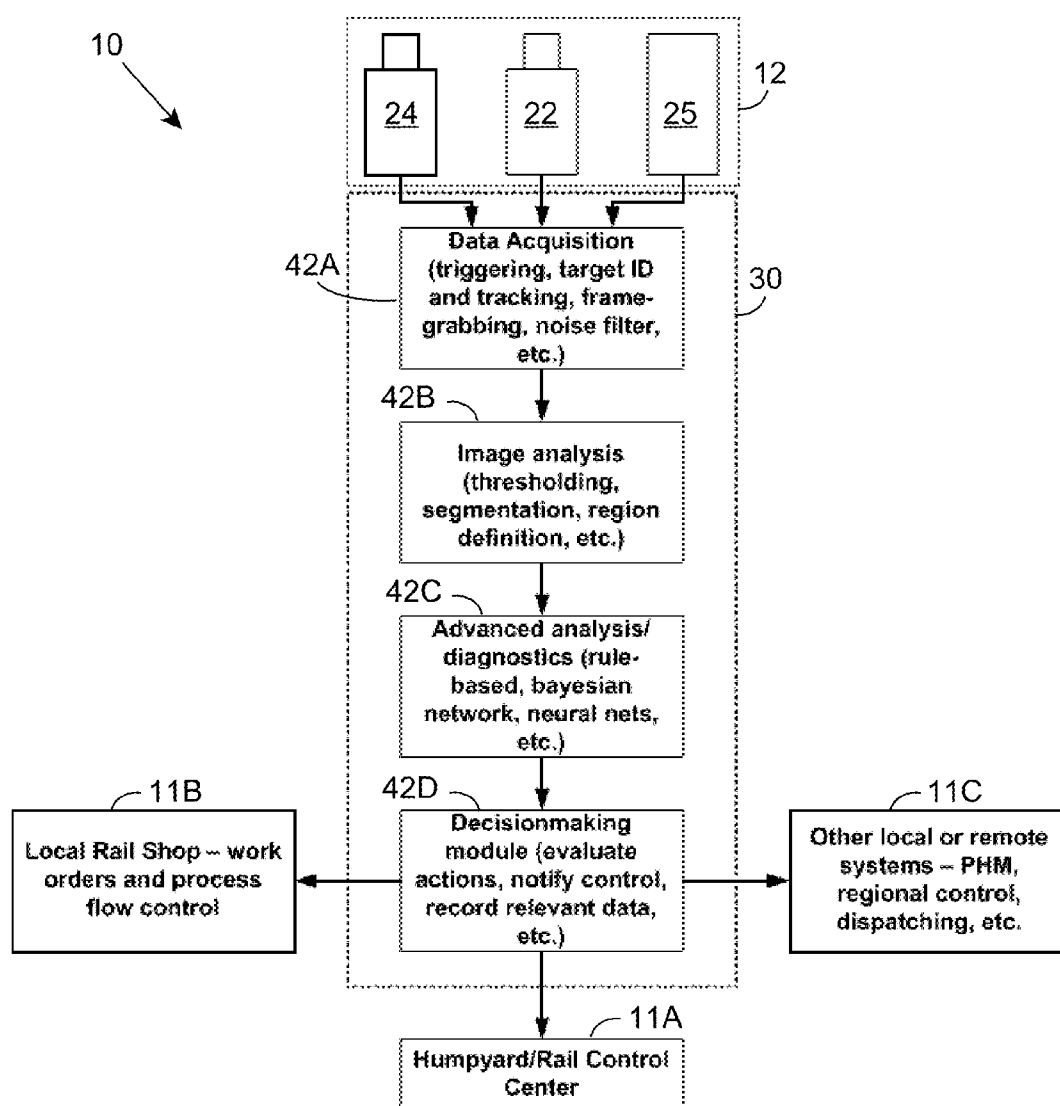 10
24
22
25
12
42A
Data Acquisition
(triggering, target ID
and tracking, frame-
grabbing, noise filter,
etc.)
30
42B
Image analysis
(thresholding,
segmentation, region
definition, etc.)
42C
Advanced analysis/
diagnostics (rule-
based, bayesian
network, neural nets,
etc.)
11B
Local Rail Shop – work
orders and process
flow control
42D
Decisionmaking
module (evaluate
actions, notify control,
record relevant data,
etc.)
11C
Other local or remote
systems – PHM,
regional control,
dispatching, etc.
11A
Humpyard/Rail Control
Center